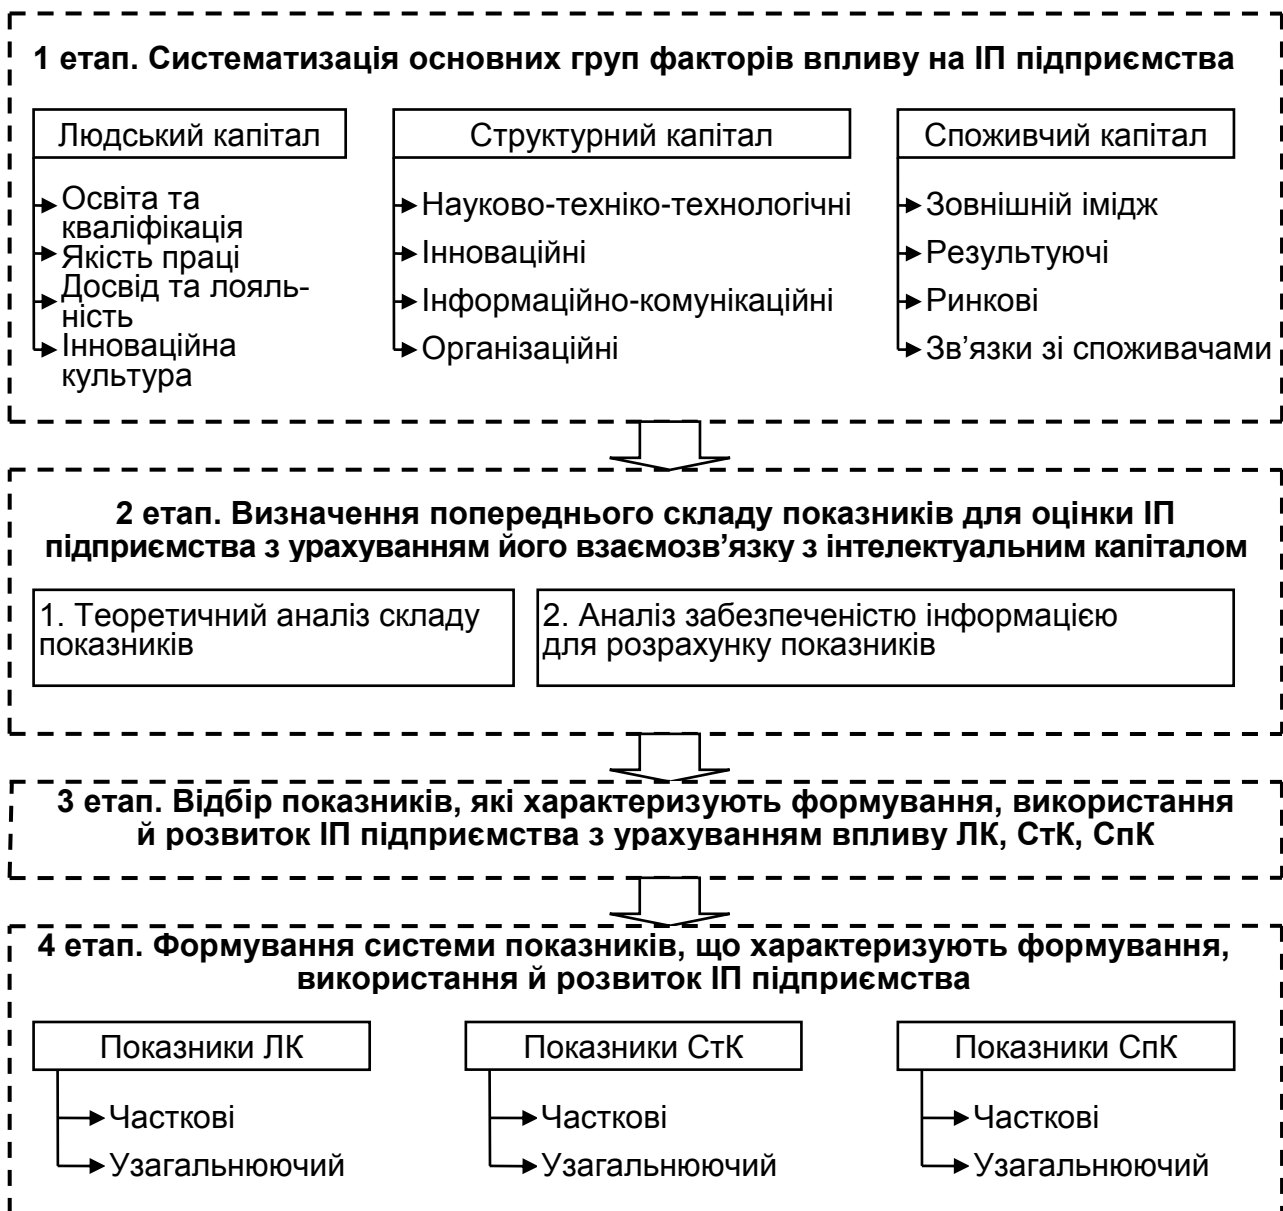 1 етап. Систематизація основних груп факторів впливу на ІП підприємства
Людський капітал
Освіта та
кваліфікація
Якість праці
Досвід та лояль-
ність
Інноваційна
культура
Структурний капітал
Науково-техніко-технологічні
Інноваційні
Інформаційно-комунікаційні
Організаційні
Споживчий капітал
Зовнішній імідж
Результуючі
Ринкові
Зв’язки зі споживачами
2 етап. Визначення попереднього складу показників для оцінки ІП
підприємства з урахуванням його взаємозв’язку з інтелектуальним капіталом
1. Теоретичний аналіз складу
показників
2. Аналіз забезпеченістю інформацією
для розрахунку показників
3 етап. Відбір показників, які характеризують формування, використання
й розвиток ІП підприємства з урахуванням впливу ЛК, СтК, СпК
4 етап. Формування системи показників, що характеризують формування,
використання й розвиток ІП підприємства
Показники ЛК
Часткові
Узагальнюючий
Показники СтК
Часткові
Узагальнюючий
Показники СпК
Часткові
Узагальнюючий